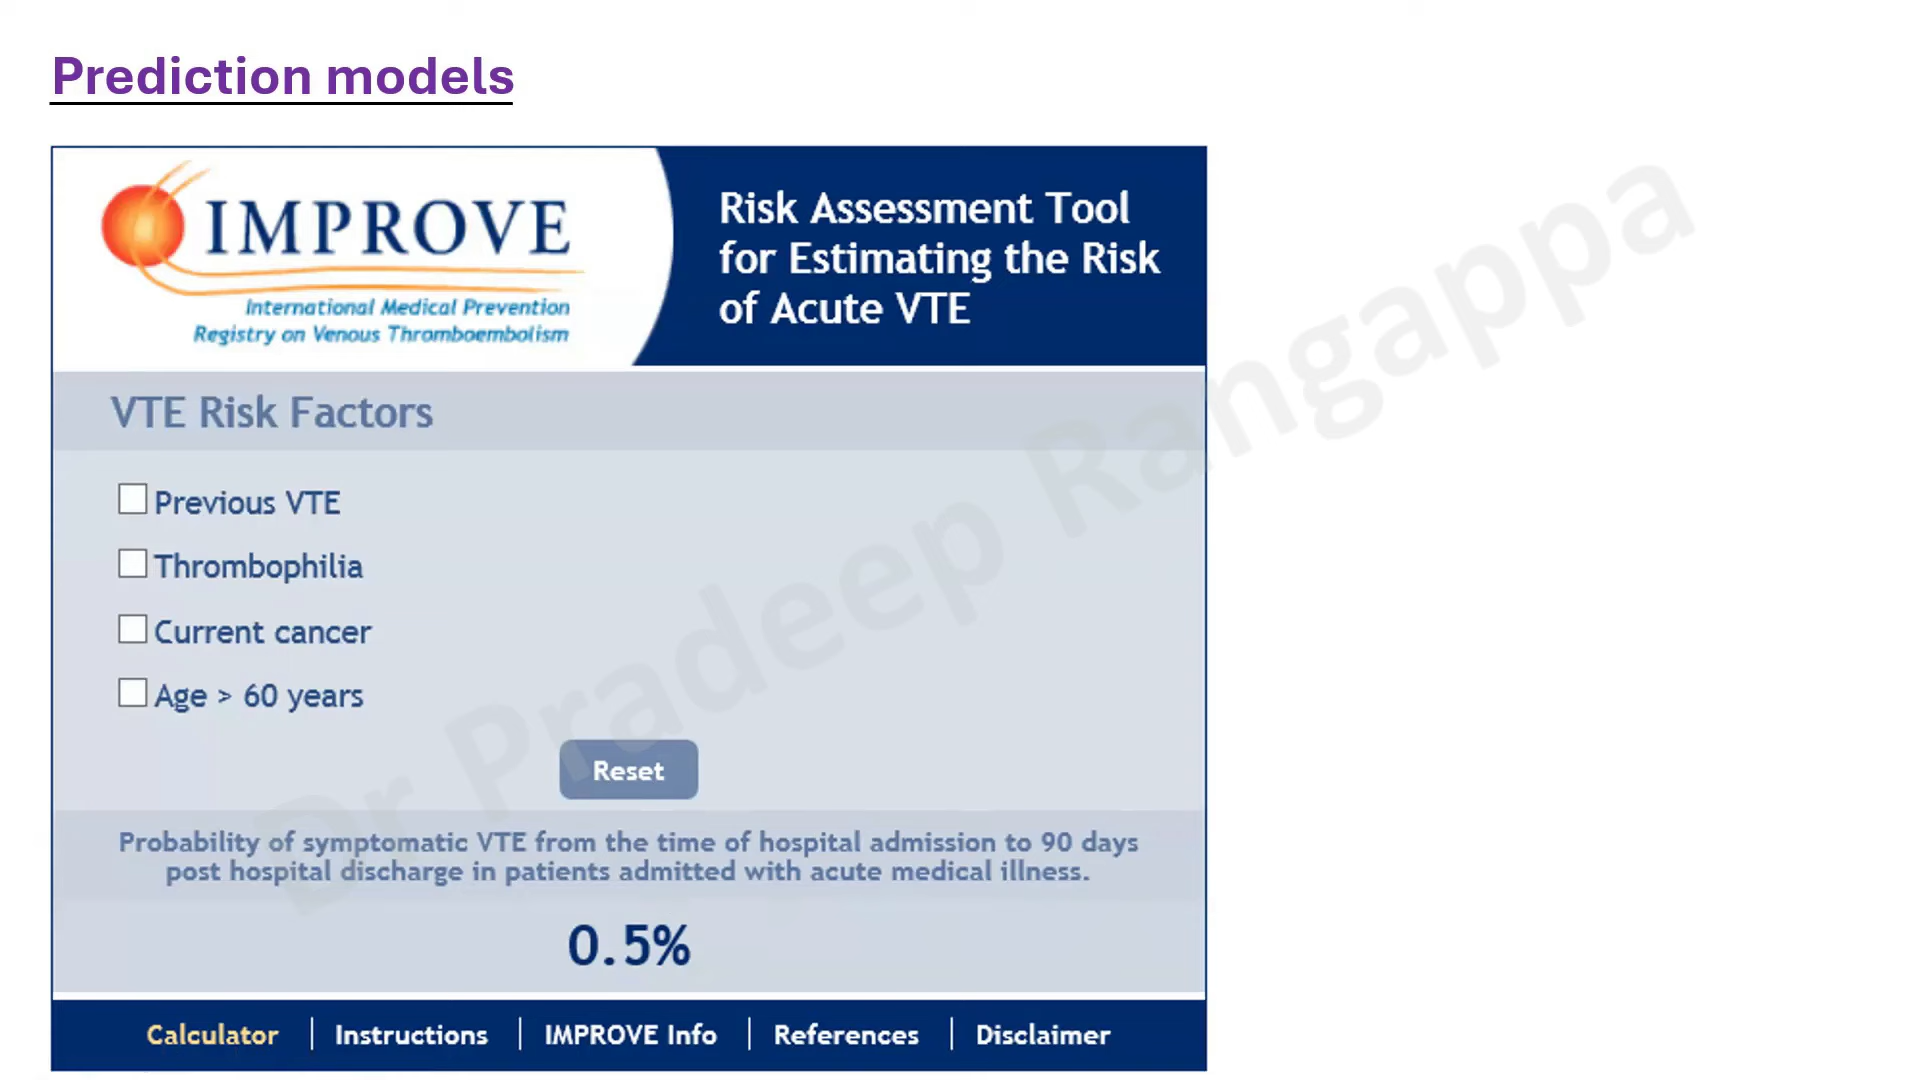 Prediction models
IMPROVE
International Medical Prevention
Registry on Venous Thromboembolism
Risk Assessment Tool
for Estimating the Risk
of Acute VTE
VTE Risk Factors
Previous VTE
Thrombophilia
Current cancer
Age > 60 years
Reset
Probability of symptomatic VTE from the time of hospital admission to 90 days
post hospital discharge in patients admitted with acute medical illness.
0.5%
Calculator | Instructions | IMPROVE Info | References | Disclaimer
Dr Pradeep Rangappa